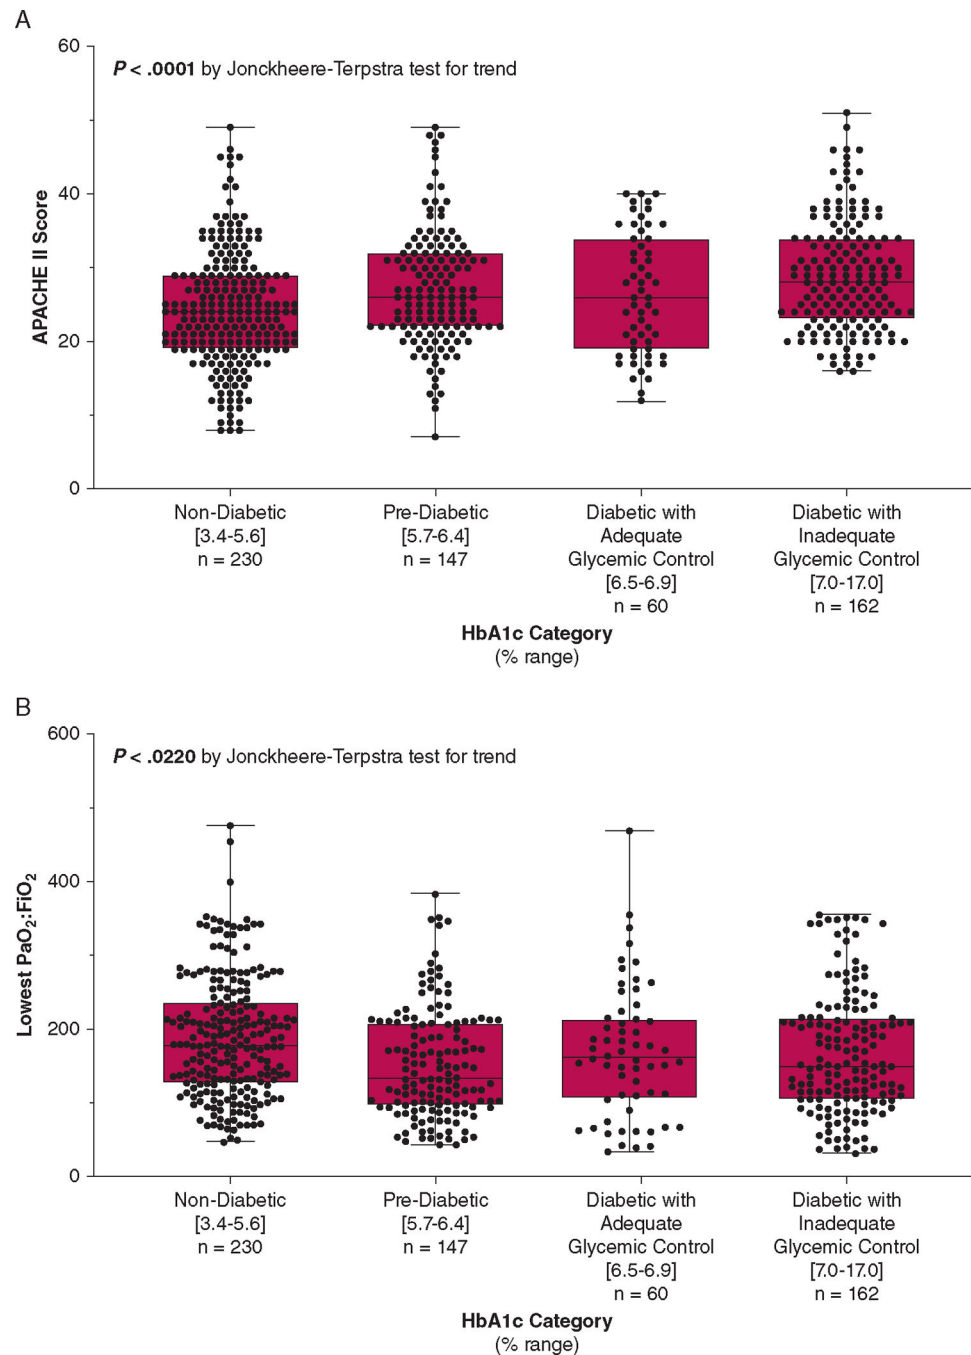 A
P < .0001 by Jonckheere-Terpstra test for trend
60
40
20
0
APACHE II Score
Non-Diabetic
[3.4-5.6]
n = 230
Pre-Diabetic
[5.7-6.4]
n = 147
Diabetic with
Adequate
Glycemic Control
[6.5-6.9]
n = 60
Diabetic with
Inadequate
Glycemic Control
[7.0-17.0]
n = 162
HbA1c Category
(% range)
B
P < .0220 by Jonckheere-Terpstra test for trend
600
400
200
0
Lowest PaO₂:FiO₂
Non-Diabetic
[3.4-5.6]
n = 230
Pre-Diabetic
[5.7-6.4]
n = 147
Diabetic with
Adequate
Glycemic Control
[6.5-6.9]
n = 60
Diabetic with
Inadequate
Glycemic Control
[7.0-17.0]
n = 162
HbA1c Category
(% range)